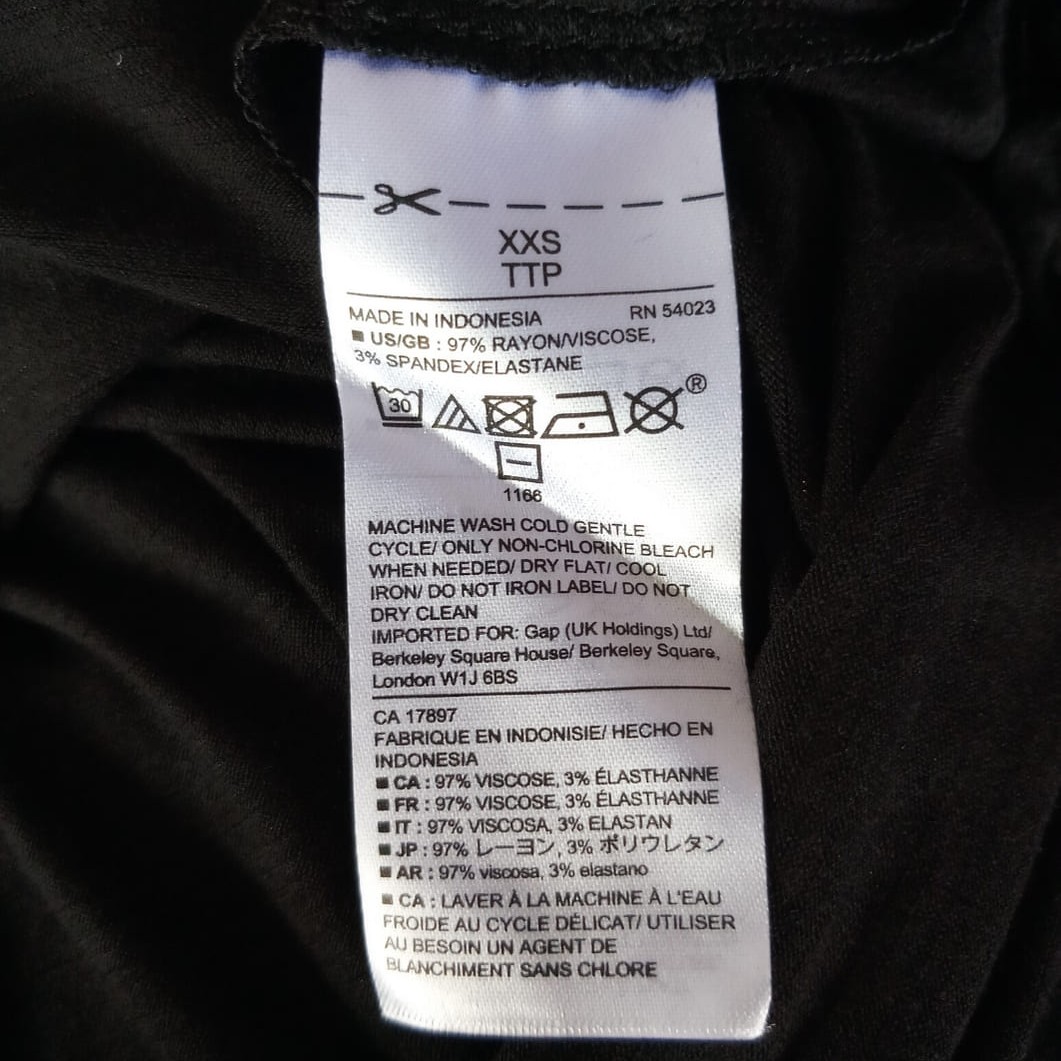 XXS
TTP
MADE IN INDONESIA RN 54023
■ US/GB : 97% RAYON/VISCOSE,
3% SPANDEX/ELASTANE
30
®
1166
MACHINE WASH COLD GENTLE
CYCLE/ ONLY NON-CHLORINE BLEACH
WHEN NEEDED/ DRY FLAT/ COOL
IRON/ DO NOT IRON LABEL/ DO NOT
DRY CLEAN
IMPORTED FOR: Gap (UK Holdings) Ltd/
Berkeley Square House/ Berkeley Square,
London W1J 6BS
CA 17897
FABRIQUE EN INDONISIE/ HECHO EN
INDONESIA
■ CA : 97% VISCOSE, 3% ÉLASTHANNE
■ FR : 97% VISCOSE, 3% ÉLASTHANNE
■ IT : 97% VISCOSA, 3% ELASTAN
■ JP : 97% レーヨン, 3% ポリウレタン
■ AR : 97% viscosa, 3% elastano
■ CA : LAVER À LA MACHINE À L'EAU
FROIDE AU CYCLE DÉLICAT/ UTILISER
AU BESOIN UN AGENT DE
BLANCHIMENT SANS CHLORE